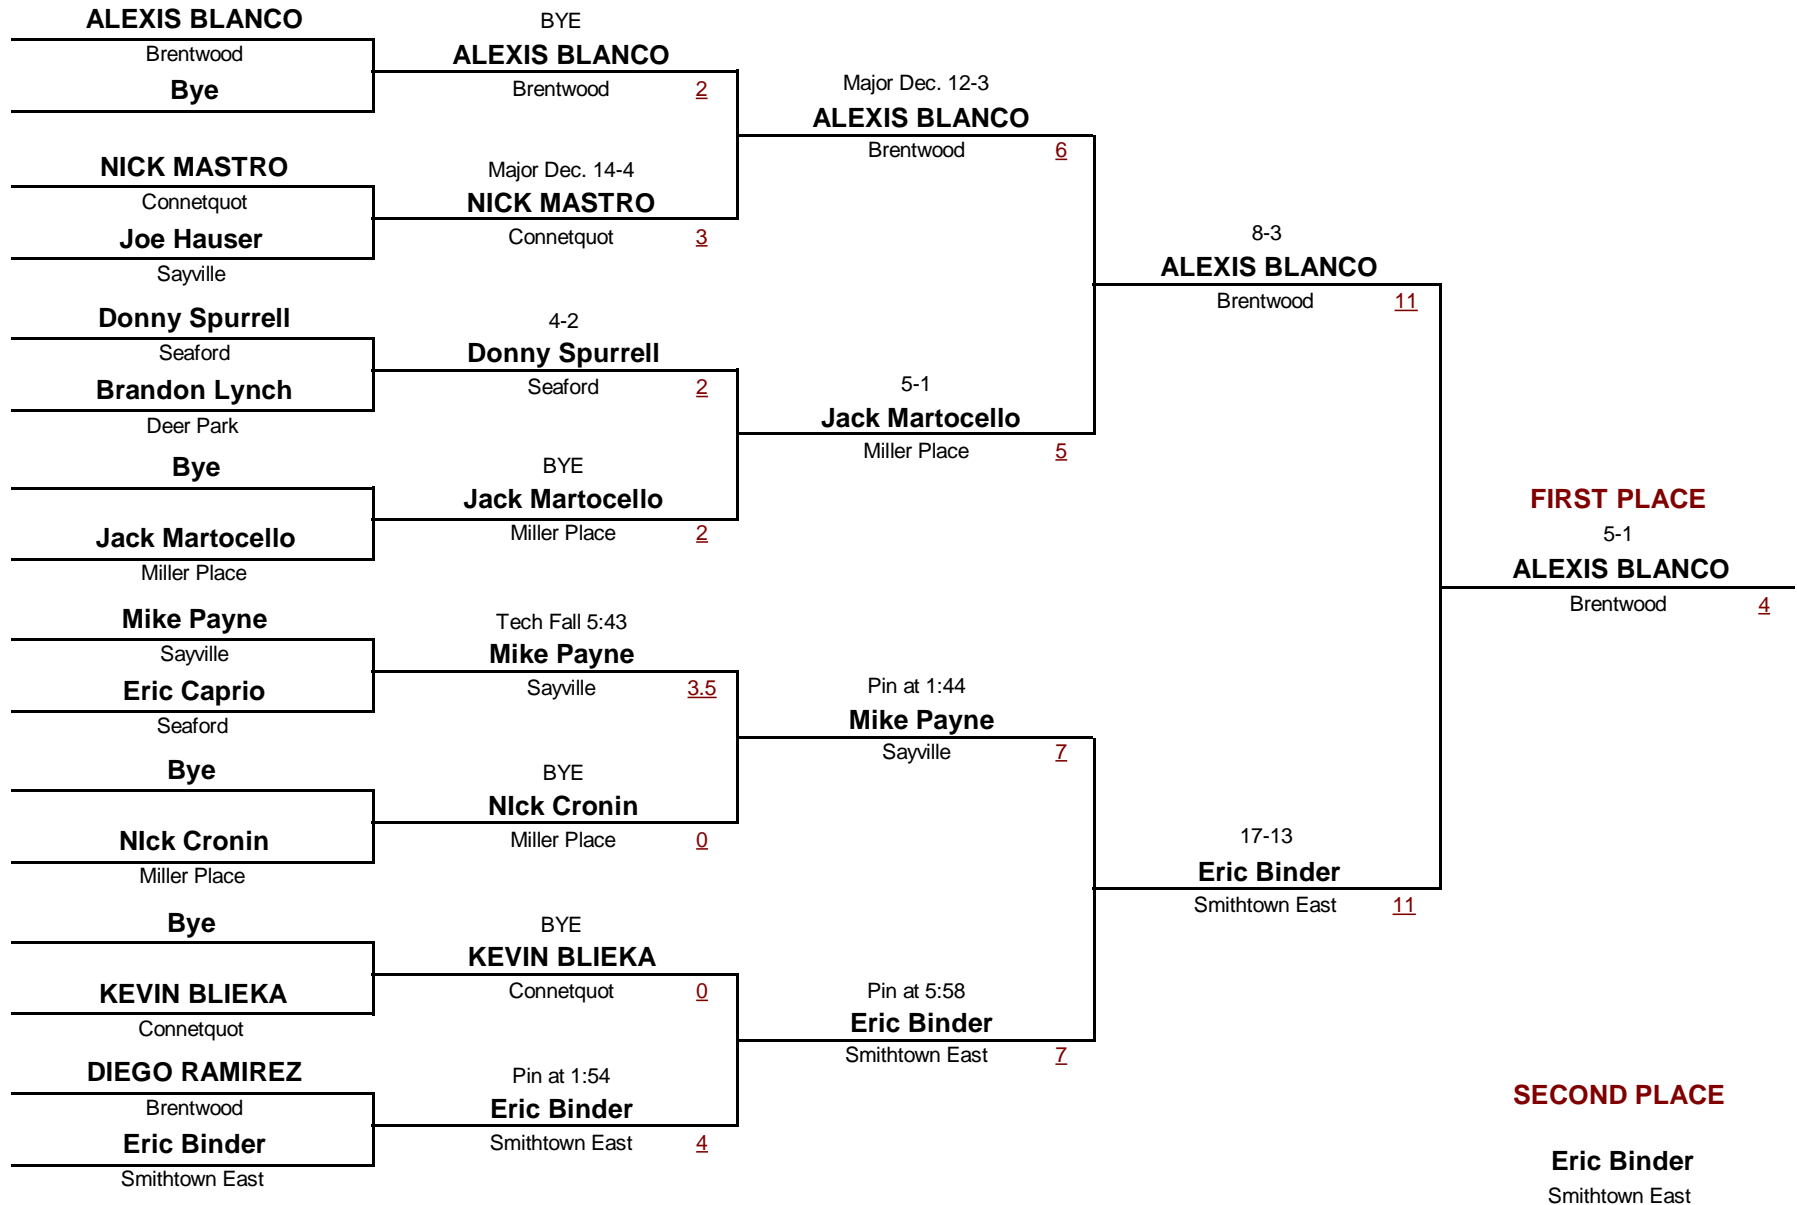 ALEXIS BLANCO
Brentwood
Bye
NICK MASTRO
Connetquot
Joe Hauser
Sayville
Donny Spurrell
Seaford
Brandon Lynch
Deer Park
Bye
Jack Martocello
Miller Place
Mike Payne
Sayville
Eric Caprio
Seaford
Bye
NIck Cronin
Miller Place
Bye
KEVIN BLIEKA
Connetquot
DIEGO RAMIREZ
Brentwood
Eric Binder
Smithtown East
BYE
ALEXIS BLANCO
Brentwood 2
Major Dec. 14-4
NICK MASTRO
Connetquot 3
4-2
Donny Spurrell
Seaford 2
BYE
Jack Martocello
Miller Place 2
Tech Fall 5:43
Mike Payne
Sayville 3.5
BYE
NIck Cronin
Miller Place 0
BYE
KEVIN BLIEKA
Connetquot 0
Pin at 1:54
Eric Binder
Smithtown East 4
Major Dec. 12-3
ALEXIS BLANCO
Brentwood 6
5-1
Jack Martocello
Miller Place 5
Pin at 1:44
Mike Payne
Sayville 7
Pin at 5:58
Eric Binder
Smithtown East 7
8-3
ALEXIS BLANCO
Brentwood 11
17-13
Eric Binder
Smithtown East 11
FIRST PLACE
5-1
ALEXIS BLANCO
Brentwood 4
SECOND PLACE
Eric Binder
Smithtown East